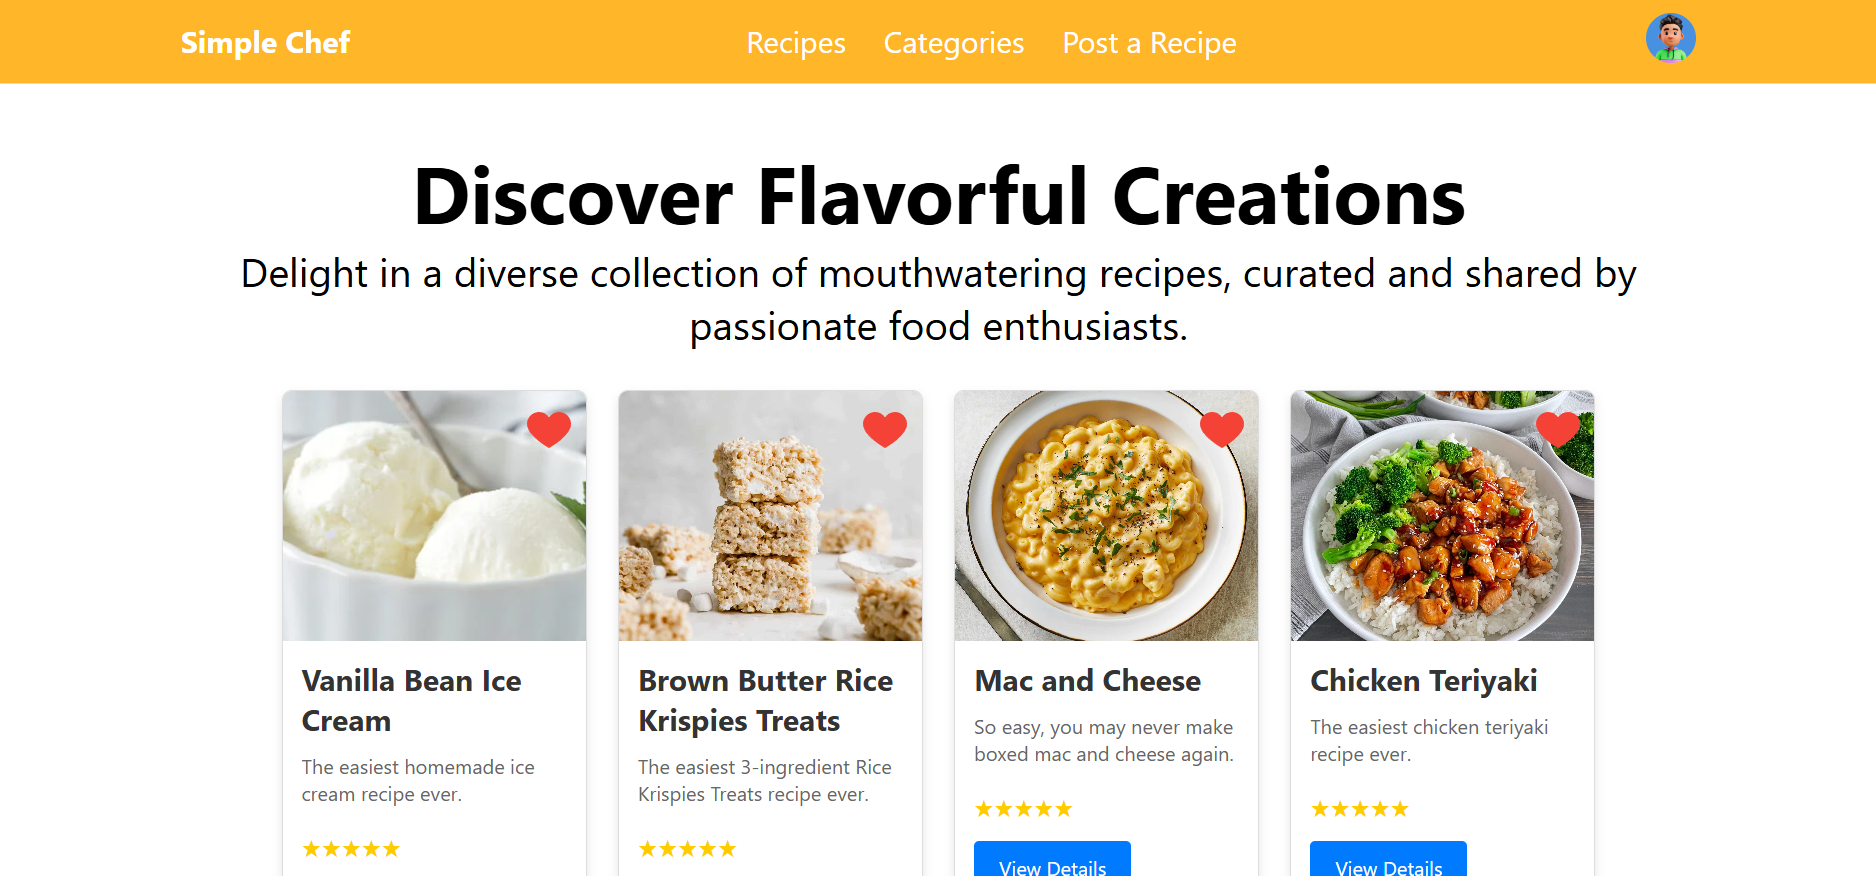 Simple Chef
Recipes
Categories
Post a Recipe
Discover Flavorful Creations
Delight in a diverse collection of mouthwatering recipes, curated and shared by
passionate food enthusiasts.
Vanilla Bean Ice
Cream
The easiest homemade ice
cream recipe ever.
★★★★★
Brown Butter Rice
Krispies Treats
The easiest 3-ingredient Rice
Krispies Treats recipe ever.
★★★★★
Mac and Cheese
So easy, you may never make
boxed mac and cheese again.
★★★★★
View Details
Chicken Teriyaki
The easiest chicken teriyaki
recipe ever.
★★★★★
View Details